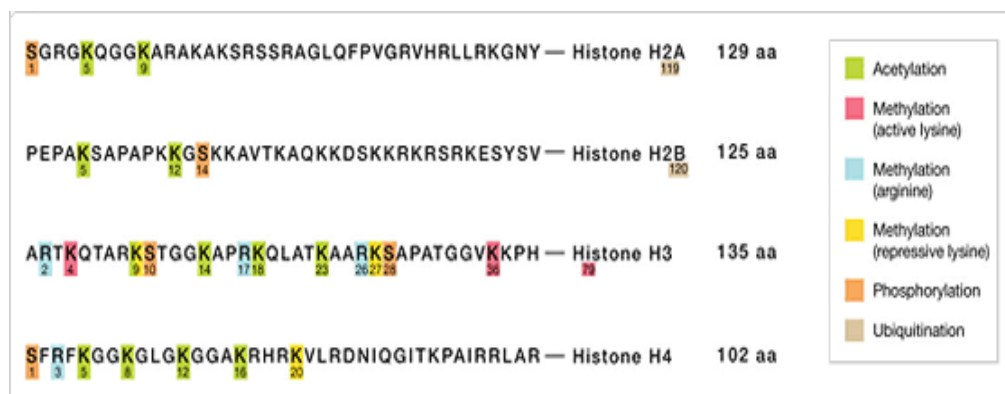 SGRGKQGGKARAKAKSRSSRAGLQFPVGRVHRLLRKGNY — Histone H2A 129 aa
1 5 9 119
PEPAKSAPAPKKGSKKAVTKAQKKDSKKRKRSRKESYSV — Histone H2B 125 aa
5 12 14 120
ARTKQTARKSTGGKAPRKQLATKAARKSAPATGGVKKPH — Histone H3 135 aa
2 4 9 10 14 17 18 23 26 27 28 36 79
SFRFKGGKGLGKGGAKRHRKVLRDNIQGITKPAIRRLAR — Histone H4 102 aa
1 3 5 8 12 16 20
Acetylation
Methylation
(active lysine)
Methylation
(arginine)
Methylation
(repressive lysine)
Phosphorylation
Ubiquitination